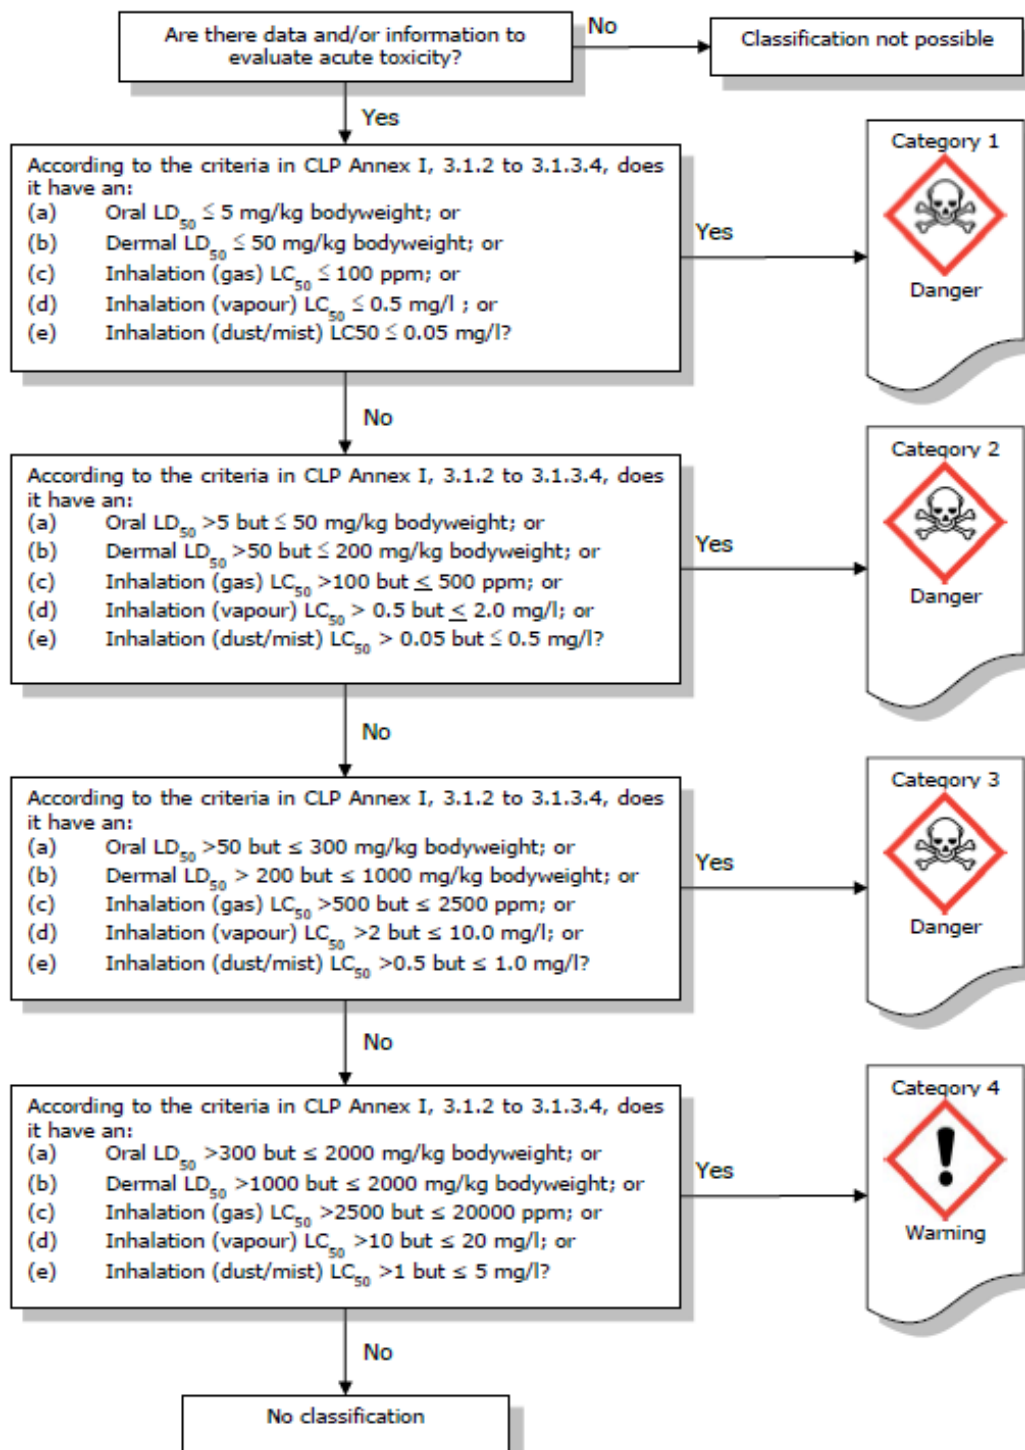 Are there data and/or information to
evaluate acute toxicity?
No
Classification not possible
Yes
According to the criteria in CLP Annex I, 3.1.2 to 3.1.3.4, does
it have an:
(a) Oral LD50 ≤ 5 mg/kg bodyweight; or
(b) Dermal LD50 ≤ 50 mg/kg bodyweight; or
(c) Inhalation (gas) LC50 ≤ 100 ppm; or
(d) Inhalation (vapour) LC50 ≤ 0.5 mg/l ; or
(e) Inhalation (dust/mist) LC50 ≤ 0.05 mg/l?
Yes
Category 1
Danger
No
According to the criteria in CLP Annex I, 3.1.2 to 3.1.3.4, does
it have an:
(a) Oral LD50 >5 but ≤ 50 mg/kg bodyweight; or
(b) Dermal LD50 >50 but ≤ 200 mg/kg bodyweight; or
(c) Inhalation (gas) LC50 >100 but ≤ 500 ppm; or
(d) Inhalation (vapour) LC50 > 0.5 but ≤ 2.0 mg/l; or
(e) Inhalation (dust/mist) LC50 > 0.05 but ≤ 0.5 mg/l?
Yes
Category 2
Danger
No
According to the criteria in CLP Annex I, 3.1.2 to 3.1.3.4, does
it have an:
(a) Oral LD50 >50 but ≤ 300 mg/kg bodyweight; or
(b) Dermal LD50 > 200 but ≤ 1000 mg/kg bodyweight; or
(c) Inhalation (gas) LC50 >500 but ≤ 2500 ppm; or
(d) Inhalation (vapour) LC50 >2 but ≤ 10.0 mg/l; or
(e) Inhalation (dust/mist) LC50 >0.5 but ≤ 1.0 mg/l?
Yes
Category 3
Danger
No
According to the criteria in CLP Annex I, 3.1.2 to 3.1.3.4, does
it have an:
(a) Oral LD50 >300 but ≤ 2000 mg/kg bodyweight; or
(b) Dermal LD50 >1000 but ≤ 2000 mg/kg bodyweight; or
(c) Inhalation (gas) LC50 >2500 but ≤ 20000 ppm; or
(d) Inhalation (vapour) LC50 >10 but ≤ 20 mg/l; or
(e) Inhalation (dust/mist) LC50 >1 but ≤ 5 mg/l?
Yes
Category 4
Warning
No
No classification